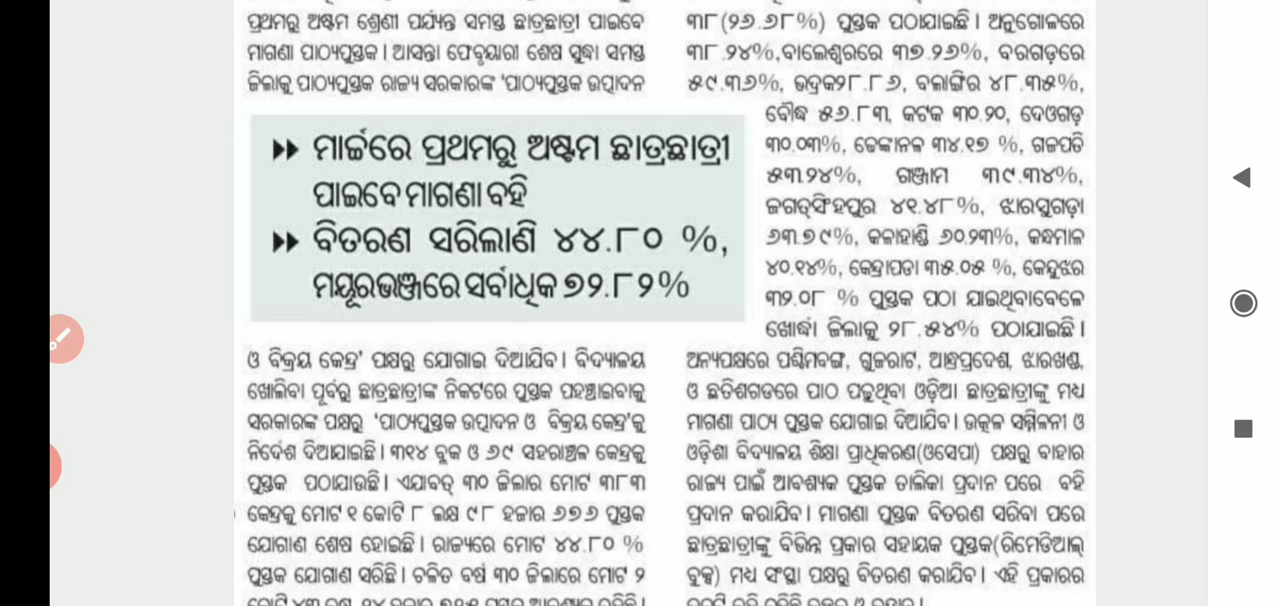 ପ୍ରଥମରୁ ଅଷ୍ଟମ ଶ୍ରେଣୀ ପର୍ଯ୍ୟନ୍ତ ସମସ୍ତ ଛାତ୍ରଛାତ୍ରୀ ପାଇବେ
ମାଗଣା ପାଠ୍ୟପୁସ୍ତକ । ଆସନ୍ତା ଫେବୃୟାରୀ ଶେଷ ସୁଦ୍ଧା ସମସ୍ତ
ଜିଲାକୁ ପାଠ୍ୟପୁସ୍ତକ ରାଜ୍ୟ ସରକାରଙ୍କ ‘ପାଠ୍ୟପୁସ୍ତକ ଉତ୍ପାଦନ
ମାର୍ଚ୍ଚରେ ପ୍ରଥମରୁ ଅଷ୍ଟମ ଛାତ୍ରଛାତ୍ରୀ
ପାଇବେ ମାଗଣା ବହି
ବିତରଣ ସରିଲାଣି ୪୪.୮୦ %,
ମୟୂରଭଞ୍ଜରେ ସର୍ବାଧିକ ୭୨.୮୨%
ଓ ବିକ୍ରୟ କେନ୍ଦ୍ର’ ପକ୍ଷରୁ ଯୋଗାଇ ଦିଆଯିବ । ବିଦ୍ୟାଳୟ
ଖୋଲିବା ପୂର୍ବରୁ ଛାତ୍ରଛାତ୍ରୀଙ୍କ ନିକଟରେ ପୁସ୍ତକ ପହଞ୍ଚାଇବାକୁ
ସରକାରଙ୍କ ପକ୍ଷରୁ ‘ପାଠ୍ୟପୁସ୍ତକ ଉତ୍ପାଦନ ଓ ବିକ୍ରୟ କେନ୍ଦ୍ର’କୁ
ନିର୍ଦେଶ ଦିଆଯାଇଛି । ୩୧୪ ବ୍ଲକ ଓ ୬୯ ସହରାଞ୍ଚଳ କେନ୍ଦ୍ରକୁ
ପୁସ୍ତକ ପଠାଯାଉଛି । ଏଯାବତ୍ ୩୦ ଜିଲାର ମୋଟ ୩୮୩
କେନ୍ଦ୍ରକୁ ମୋଟ ୧ କୋଟି ୮ ଲକ୍ଷ ୯୮ ହଜାର ୬୭୬ ପୁସ୍ତକ
ଯୋଗାଣ ଶେଷ ହୋଇଛି । ରାଜ୍ୟରେ ମୋଟ ୪୪.୮୦ %
ପୁସ୍ତକ ଯୋଗାଣ ସରିଛି । ଚଳିତ ବର୍ଷ ୩୦ ଜିଲାରେ ମୋଟ ୨
୩୮(୨୬.୬୮%) ପୁସ୍ତକ ପଠାଯାଇଛି । ଅନୁଗୋଳରେ
୩୮.୨୪%,ବାଲେଶ୍ୱରରେ ୩୭.୨୬%, ବରଗଡ଼ରେ
୫୯.୩୬%, ଭଦ୍ରକ୨୮.୮୬, ବଲାଙ୍ଗିର ୪୮.୩୫%,
ବୌଦ୍ଧ ୫୬.୮୩, କଟକ ୩୦.୨୦, ଦେଓଗଡ଼
୩୦.୦୩%, ଢେଙ୍କାନାଳ ୩୪.୧୭ %, ଗଜପତି
୫୩.୨୪%, ଗଞ୍ଜାମ ୩୯.୩୪%,
ଜଗତ୍‌ସିଂହପୁର ୪୧.୪୮%, ଝାରସୁଗଡ଼ା
୬୩.୭୯%, କଳାହାଣ୍ଡି ୬୦.୨୩%, କନ୍ଧମାଳ
୪୦.୧୪%, କେନ୍ଦ୍ରାପଡା ୩୫.୦୫ %, କେନ୍ଦୁଝର
୩୨.୦୮ % ପୁସ୍ତକ ପଠା ଯାଇଥିବାବେଳେ
ଖୋର୍ଦ୍ଧା ଜିଲାକୁ ୨୮.୫୪% ପଠାଯାଇଛି ।
ଅନ୍ୟପକ୍ଷରେ ପଶ୍ଚିମବଙ୍ଗ, ଗୁଜରାଟ, ଆନ୍ଧ୍ରପ୍ରଦେଶ, ଝାରଖଣ୍ଡ,
ଓ ଛତିଶଗଡରେ ପାଠ ପଢୁଥିବା ଓଡ଼ିଆ ଛାତ୍ରଛାତ୍ରୀଙ୍କୁ ମଧ୍ୟ
ମାଗଣା ପାଠ୍ୟ ପୁସ୍ତକ ଯୋଗାଇ ଦିଆଯିବ । ଉତ୍କଳ ସମ୍ମିଳନୀ ଓ
ଓଡ଼ିଶା ବିଦ୍ୟାଳୟ ଶିକ୍ଷା ପ୍ରାଧିକରଣ(ଓସେପା) ପକ୍ଷରୁ ବାହାର
ରାଜ୍ୟ ପାଇଁ ଆବଶ୍ୟକ ପୁସ୍ତକ ତାଲିକା ପ୍ରଦାନ ପରେ ବହି
ପ୍ରଦାନ କରାଯିବ । ମାଗଣା ପୁସ୍ତକ ବିତରଣ ସରିବା ପରେ
ଛାତ୍ରଛାତ୍ରୀଙ୍କୁ ବିଭିନ୍ନ ପ୍ରକାର ସହାୟକ ପୁସ୍ତକ(ରିମେଡିଆଲ୍
ବୁକ୍ସ) ମଧ୍ୟ ସଂସ୍ଥା ପକ୍ଷରୁ ବିତରଣ କରାଯିବ । ଏହି ପ୍ରକାରର